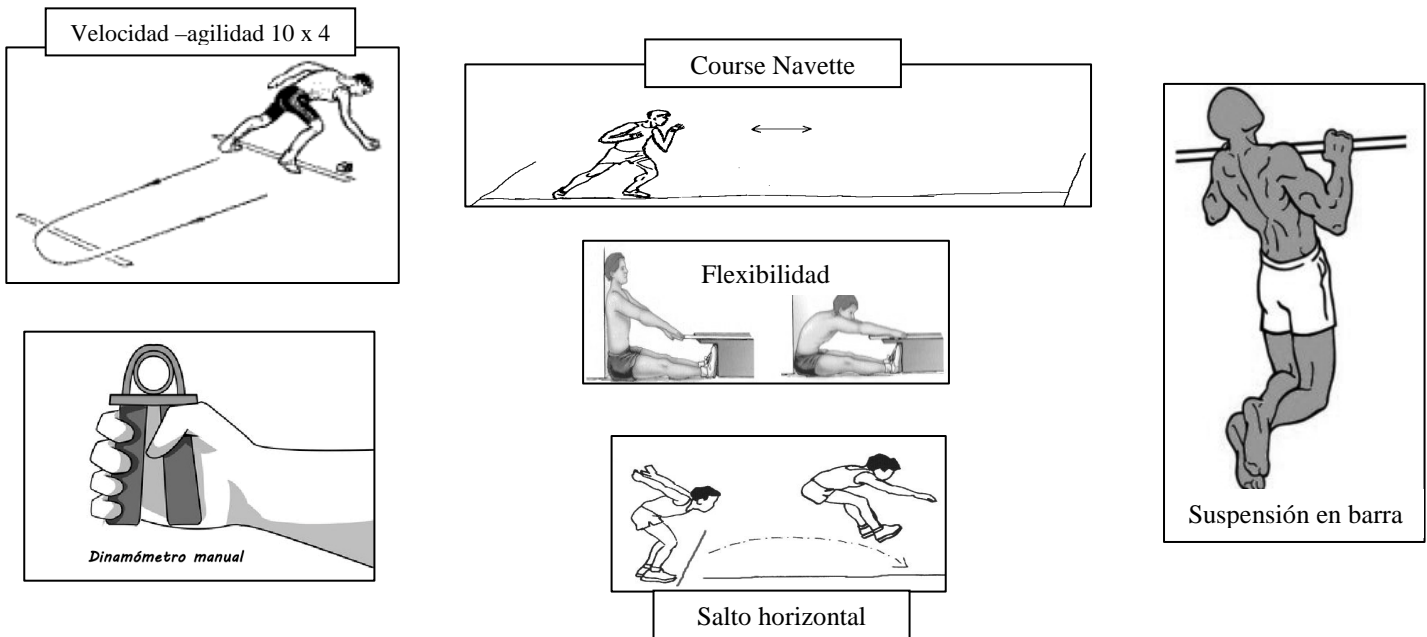 Velocidad –agilidad 10 x 4
Course Navette
Flexibilidad
Dinamómetro manual
Salto horizontal
Suspensión en barra